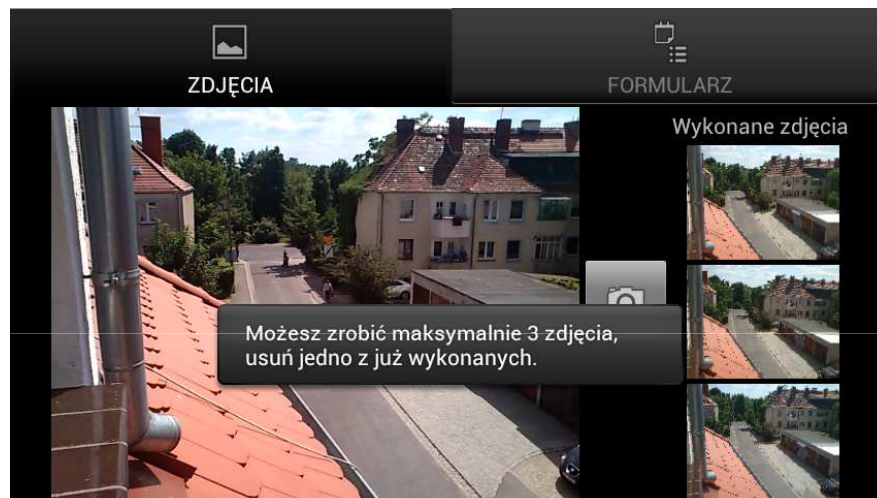 ZDJĘCIA
FORMULARZ
Wykonane zdjęcia
Możesz zrobić maksymalnie 3 zdjęcia,
usuń jedno z już wykonanych.